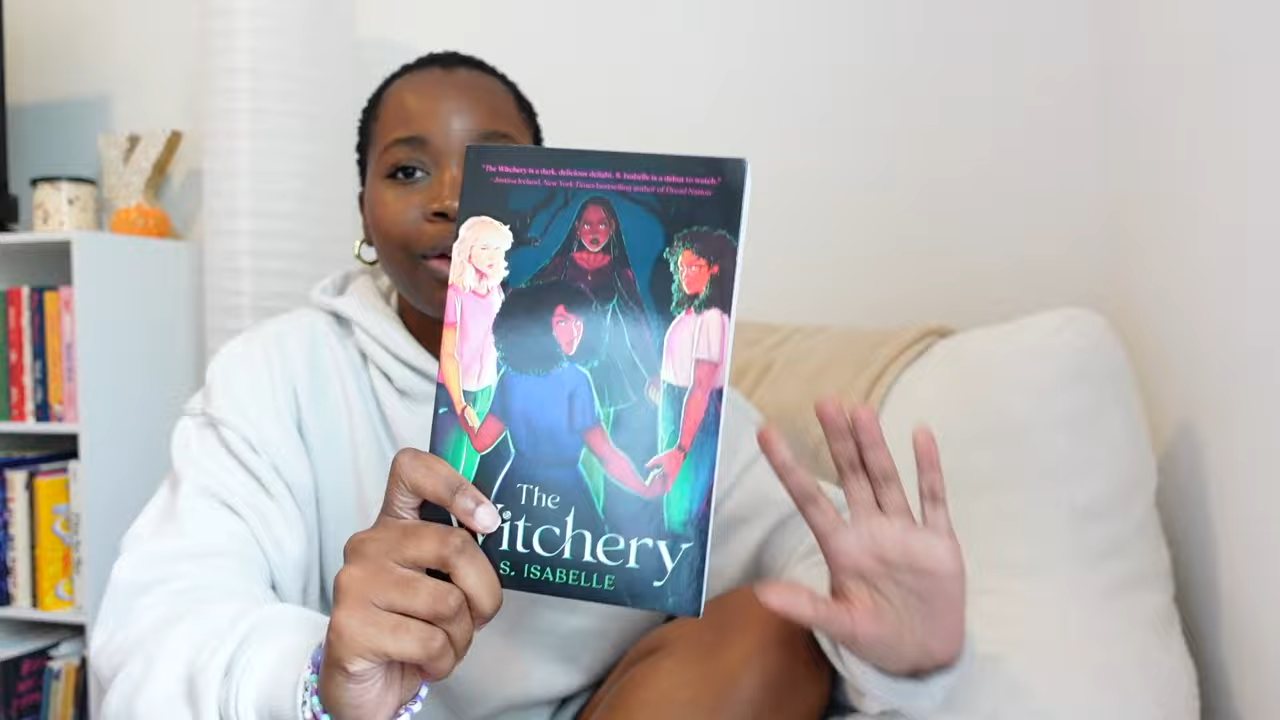 "The Witchery is a dark, delicious delight. S. Isabelle is a debut to watch."
- Justina Ireland, New York Times bestselling author of Dread Nation
The
Witchery
S. ISABELLE